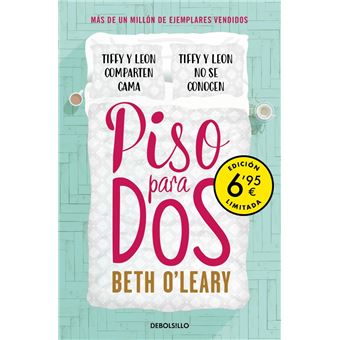 MÁS DE UN MILLÓN DE EJEMPLARES VENDIDOS
TIFFY Y LEON
COMPARTEN
CAMA
TIFFY Y LEON
NO SE
CONOCEN
Piso
para
DOS
EDICIÓN
6'95
€
LIMITADA
BETH O'LEARY
DEBOLSILLO